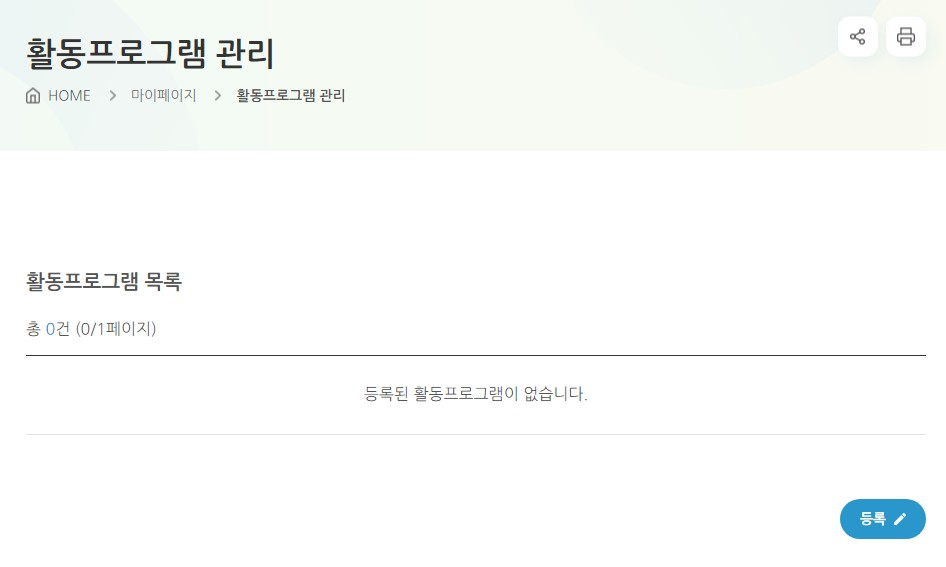 활동프로그램 관리
HOME 마이페이지 활동프로그램 관리
활동프로그램 목록
총 0건 (0/1페이지)
등록된 활동프로그램이 없습니다.
등록